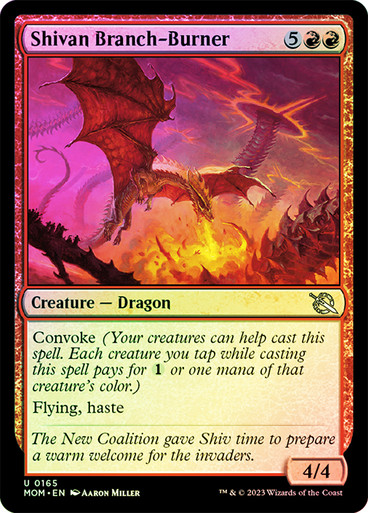 Shivan Branch-Burner 5
Creature — Dragon
Convoke (Your creatures can help cast this
spell. Each creature you tap while casting
this spell pays for 1 or one mana of that
creature's color.)
Flying, haste
The New Coalition gave Shiv time to prepare
a warm welcome for the invaders.
4/4
U 0165
MOM • EN Aaron Miller ™ & © 2023 Wizards of the Coast